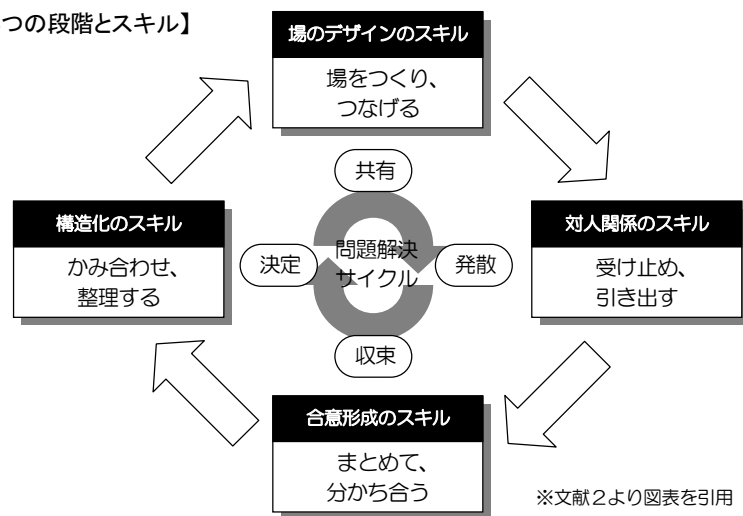 つの段階とスキル】
場のデザインのスキル
場をつくり、
つなげる
共有
構造化のスキル
かみ合わせ、
整理する
決定
問題解決
サイクル
発散
対人関係のスキル
受け止め、
引き出す
収束
合意形成のスキル
まとめて、
分かち合う
※文献２より図表を引用